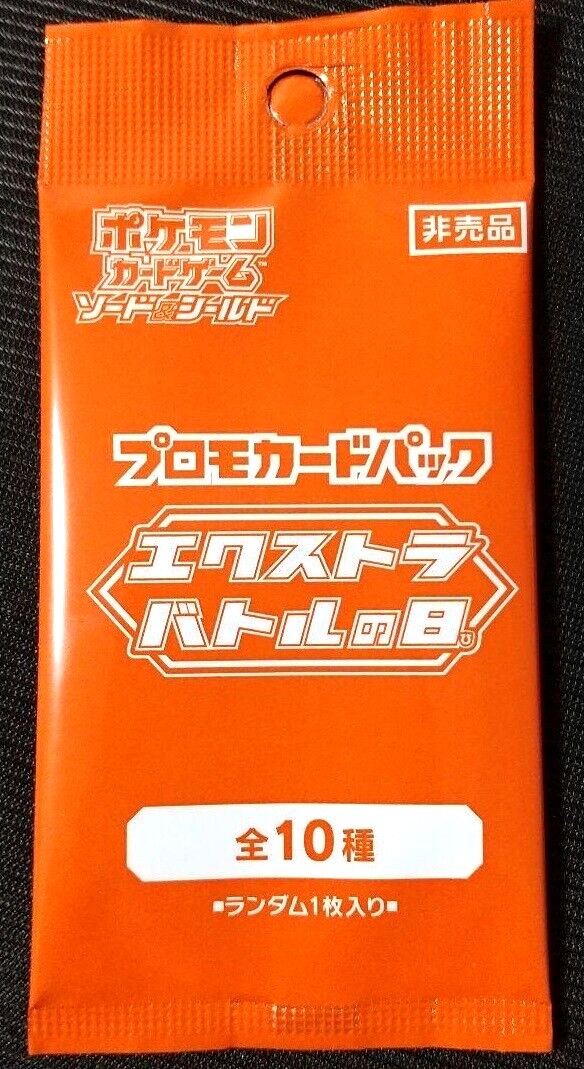 ポケモン
カードゲーム™
ソード&シールド
非売品
プロモカードパック
エクストラ
バトルの日
全10種
■ランダム1枚入り■